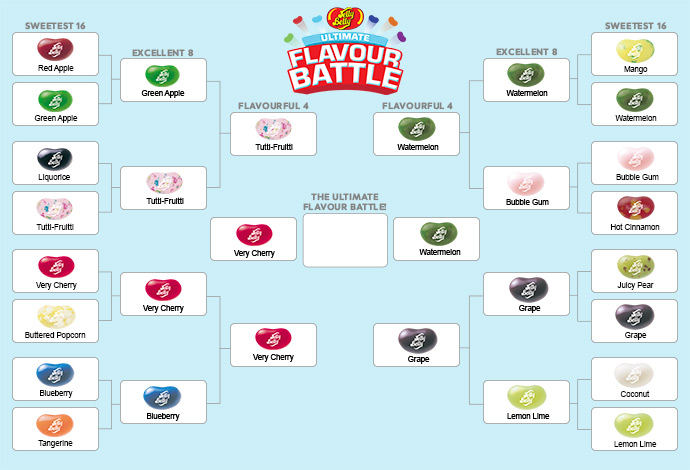 Jelly Belly
ULTIMATE
FLAVOUR
BATTLE
SWEETEST 16
EXCELLENT 8
FLAVOURFUL 4
FLAVOURFUL 4
EXCELLENT 8
SWEETEST 16
Red Apple
Green Apple
Liquorice
Tutti-Fruitti
Very Cherry
Buttered Popcorn
Blueberry
Tangerine
Green Apple
Tutti-Fruitti
Very Cherry
Blueberry
Tutti-Fruitti
Very Cherry
THE ULTIMATE
FLAVOUR BATTLE!
Very Cherry
Watermelon
Watermelon
Grape
Watermelon
Bubble Gum
Grape
Lemon Lime
Mango
Watermelon
Bubble Gum
Hot Cinnamon
Juicy Pear
Grape
Coconut
Lemon Lime